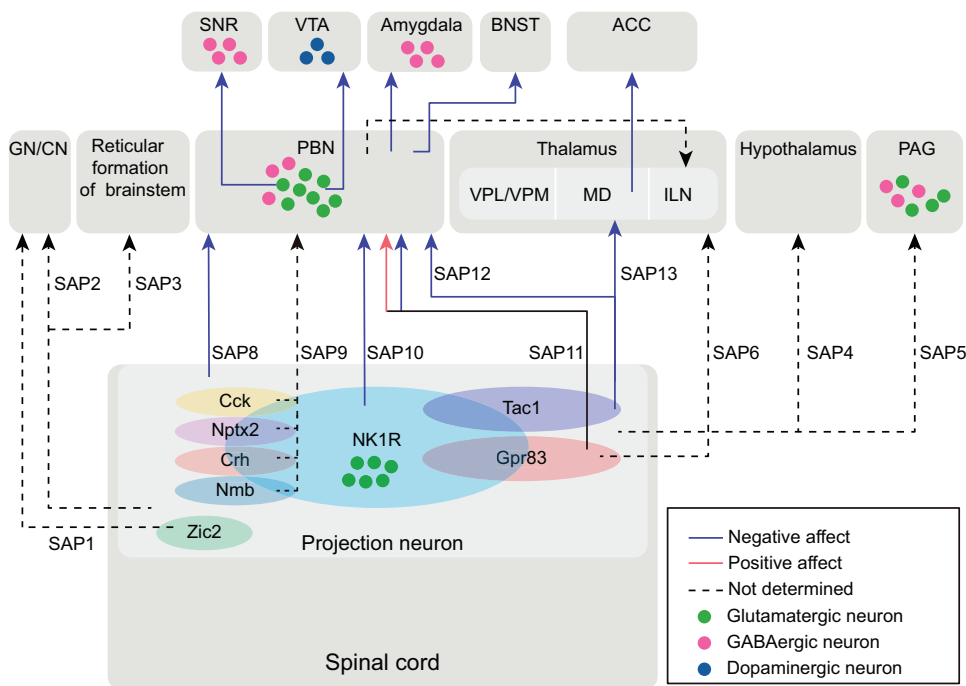 SNR
VTA
Amygdala
BNST
ACC
GN/CN
Reticular
formation
of brainstem
PBN
Thalamus
VPL/VPM
MD
ILN
Hypothalamus
PAG
SAP2
SAP3
SAP12
SAP13
SAP8
SAP9
SAP10
SAP11
SAP6
SAP4
SAP5
Cck
Nptx2
Crh
Nmb
NK1R
Tac1
Gpr83
Zic2
SAP1
Projection neuron
Spinal cord
Negative affect
Positive affect
Not determined
Glutamatergic neuron
GABAergic neuron
Dopaminergic neuron